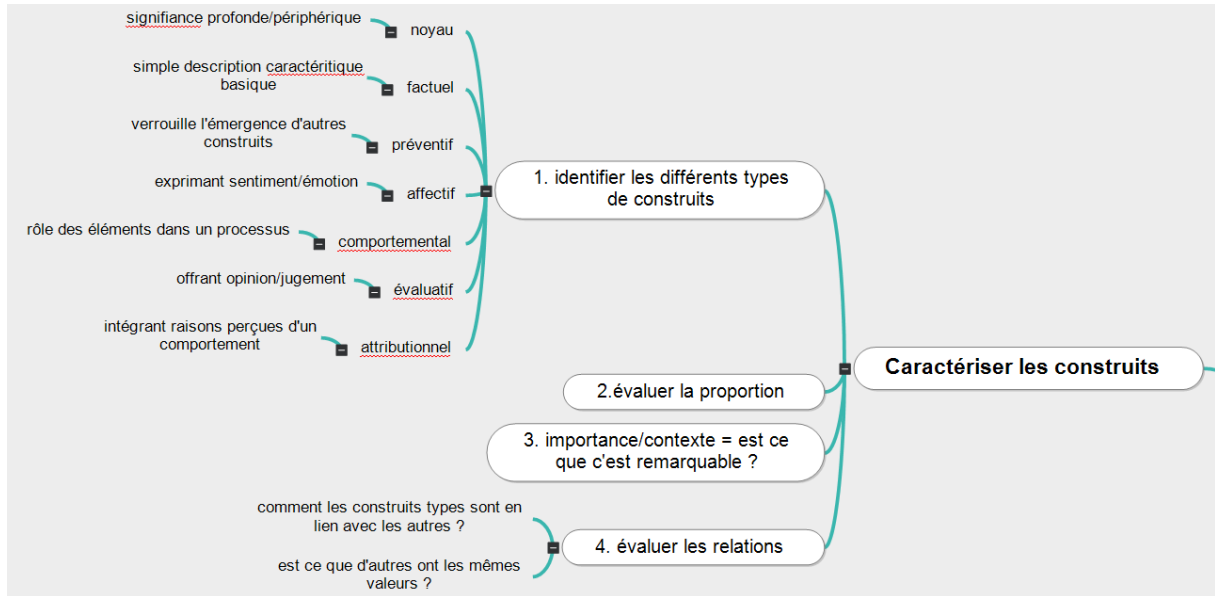 signifiance profonde/périphérique
noyau
simple description caractéritique
basique
factuel
verrouille l'émergence d'autres
construits
préventif
exprimant sentiment/émotion
affectif
rôle des éléments dans un processus
comportemental
offrant opinion/jugement
évaluatif
intégrant raisons perçues d'un
comportement
attributionnel
1. identifier les différents types
de construits
Caractériser les construits
2.évaluer la proportion
3. importance/contexte = est ce
que c'est remarquable ?
comment les construits types sont en
lien avec les autres ?
est ce que d'autres ont les mêmes
valeurs ?
4. évaluer les relations